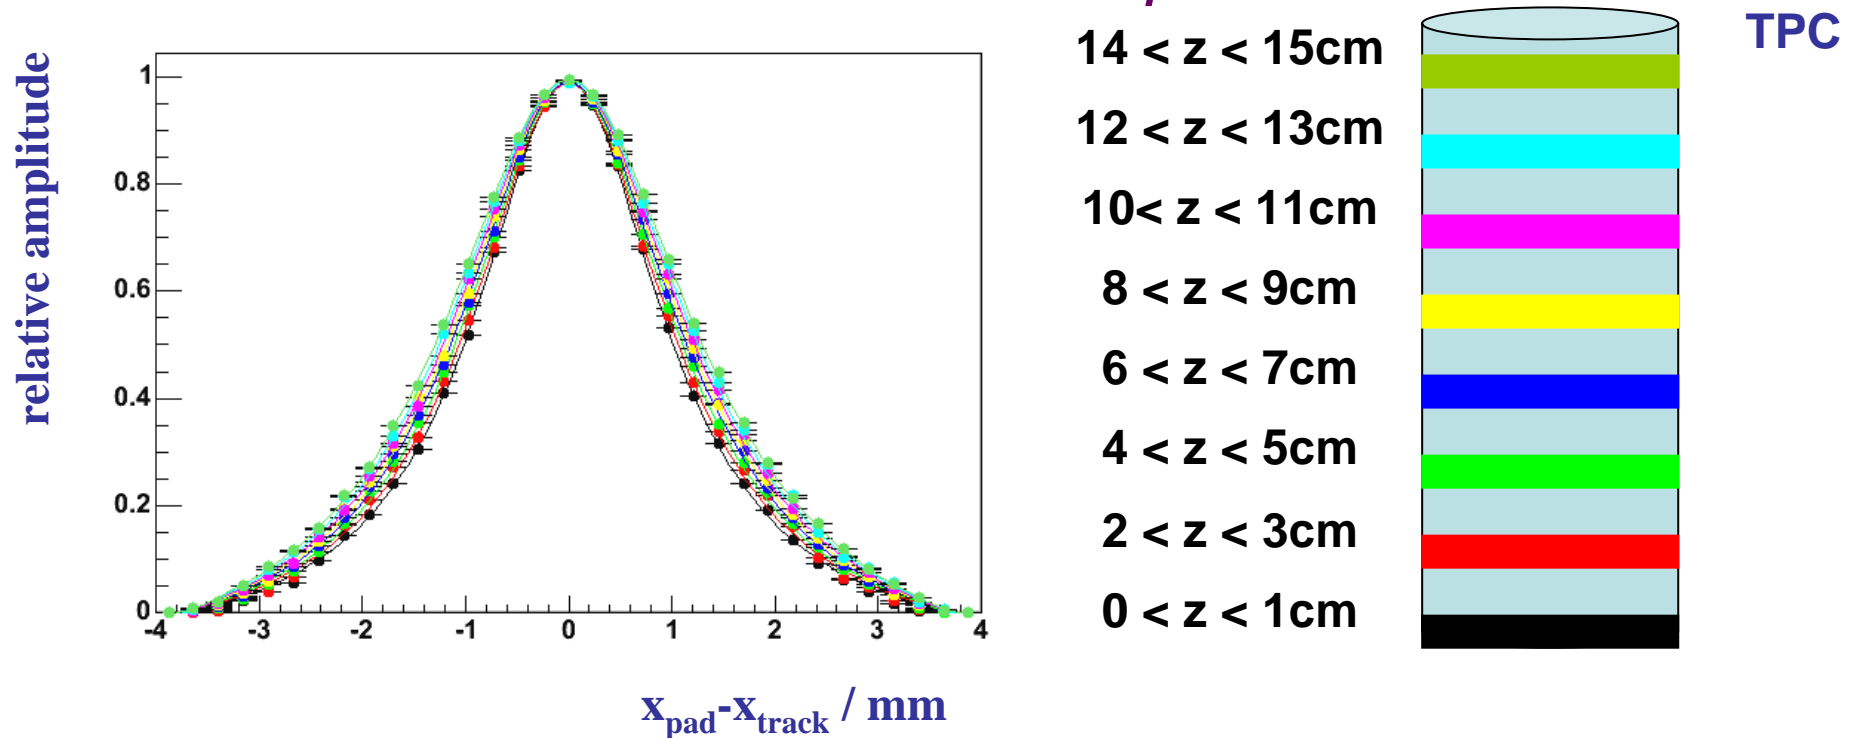 relative amplitude
1
0.8
0.6
0.4
0.2
0
-4 -3 -2 -1 0 1 2 3 4
xpad-xtrack / mm
14 < z < 15cm
12 < z < 13cm
10< z < 11cm
8 < z < 9cm
6 < z < 7cm
4 < z < 5cm
2 < z < 3cm
0 < z < 1cm
TPC